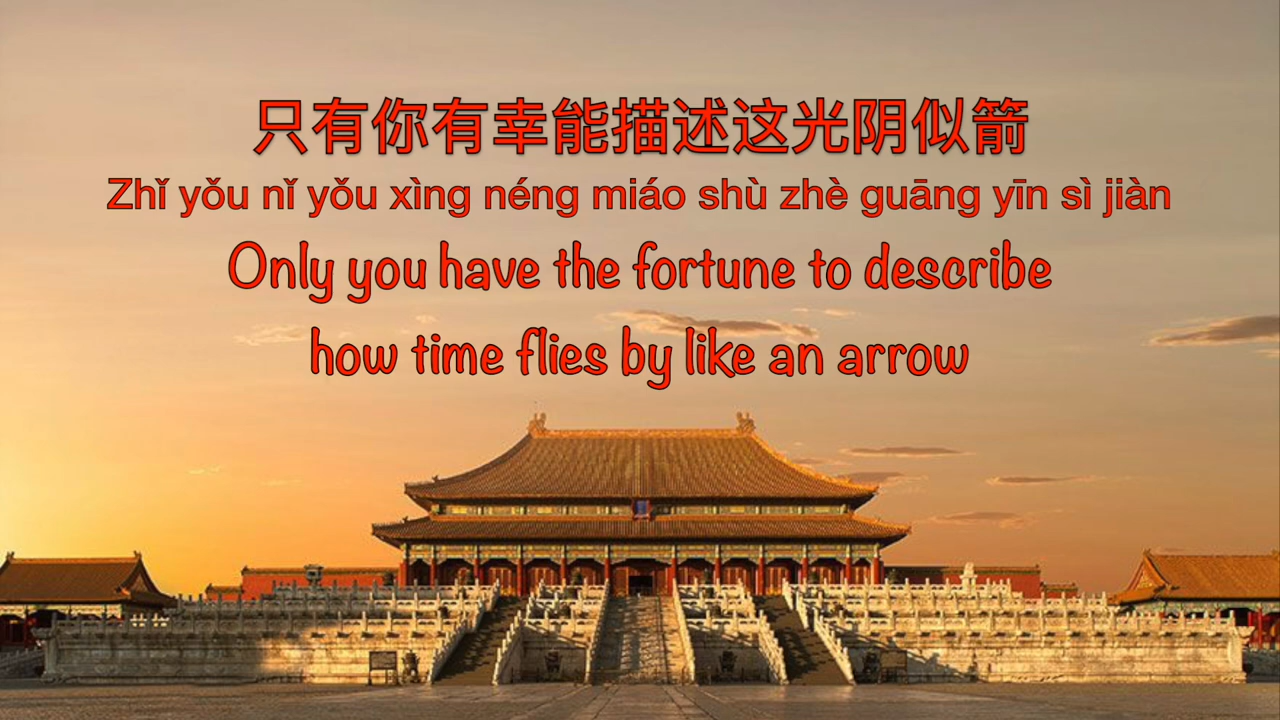 只有你有幸能描述这光阴似箭
Zhǐ yǒu nǐ yǒu xìng néng miáo shù zhè guāng yīn sì jiàn
Only you have the fortune to describe
how time flies by like an arrow